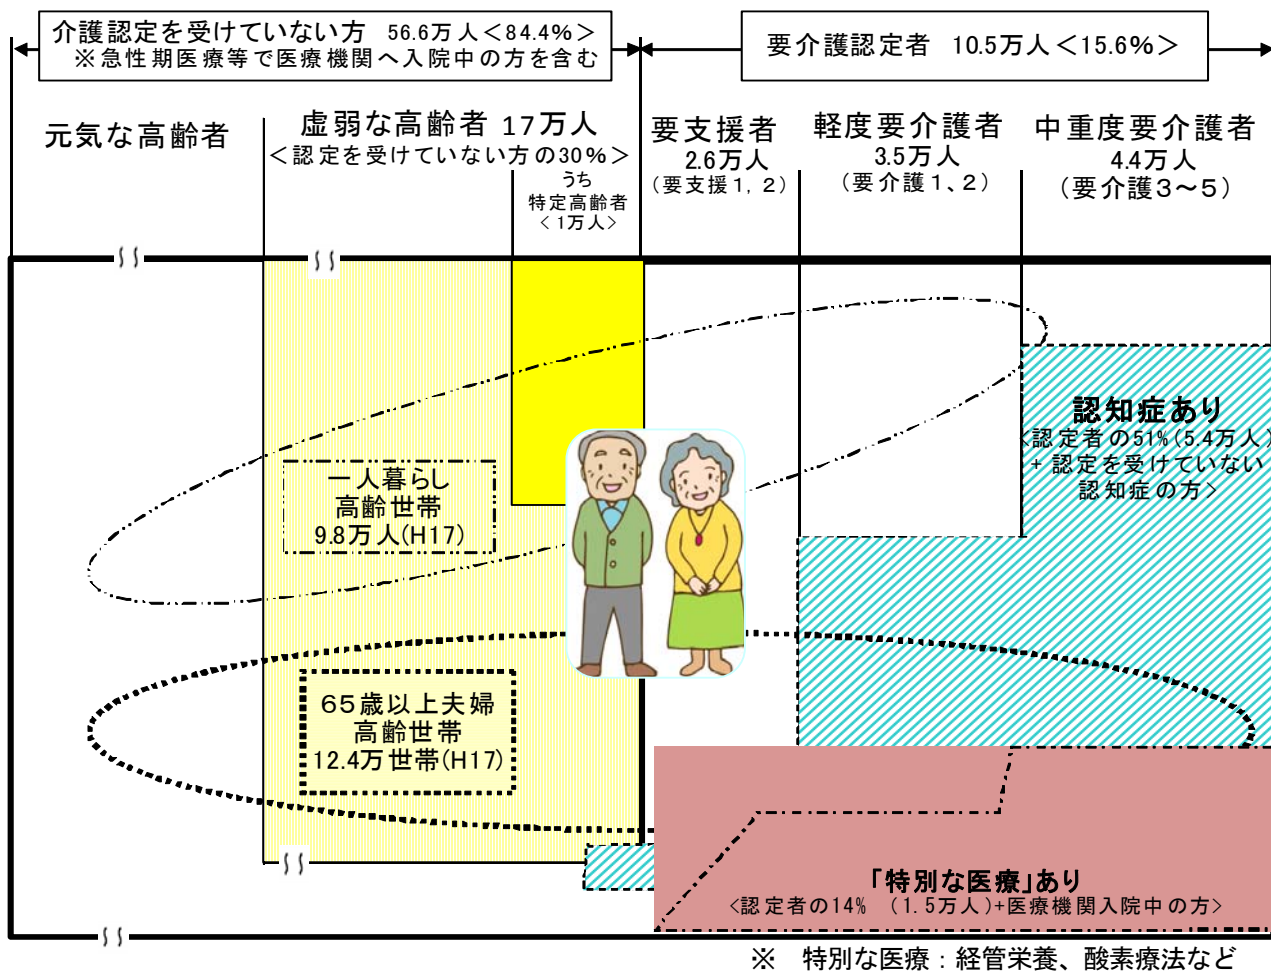 介護認定を受けていない方 56.6万人＜84.4％＞
※急性期医療等で医療機関へ入院中の方を含む
要介護認定者 10.5万人＜15.6％＞
元気な高齢者
虚弱な高齢者 17万人
＜認定を受けていない方の30％＞
うち
特定高齢者
＜1万人＞
要支援者
2.6万人
（要支援1，2）
軽度要介護者
3.5万人
（要介護１、２）
中重度要介護者
4.4万人
（要介護３～５）
認知症あり
＜認定者の51％（5.4万人）
+ 認定を受けていない
認知症の方＞
一人暮らし
高齢世帯
9.8万人(H17)
６５歳以上夫婦
高齢世帯
12.4万世帯(H17)
「特別な医療」あり
＜認定者の14％ （1.5万人）+医療機関入院中の方＞
※ 特別な医療：経管栄養、酸素療法など